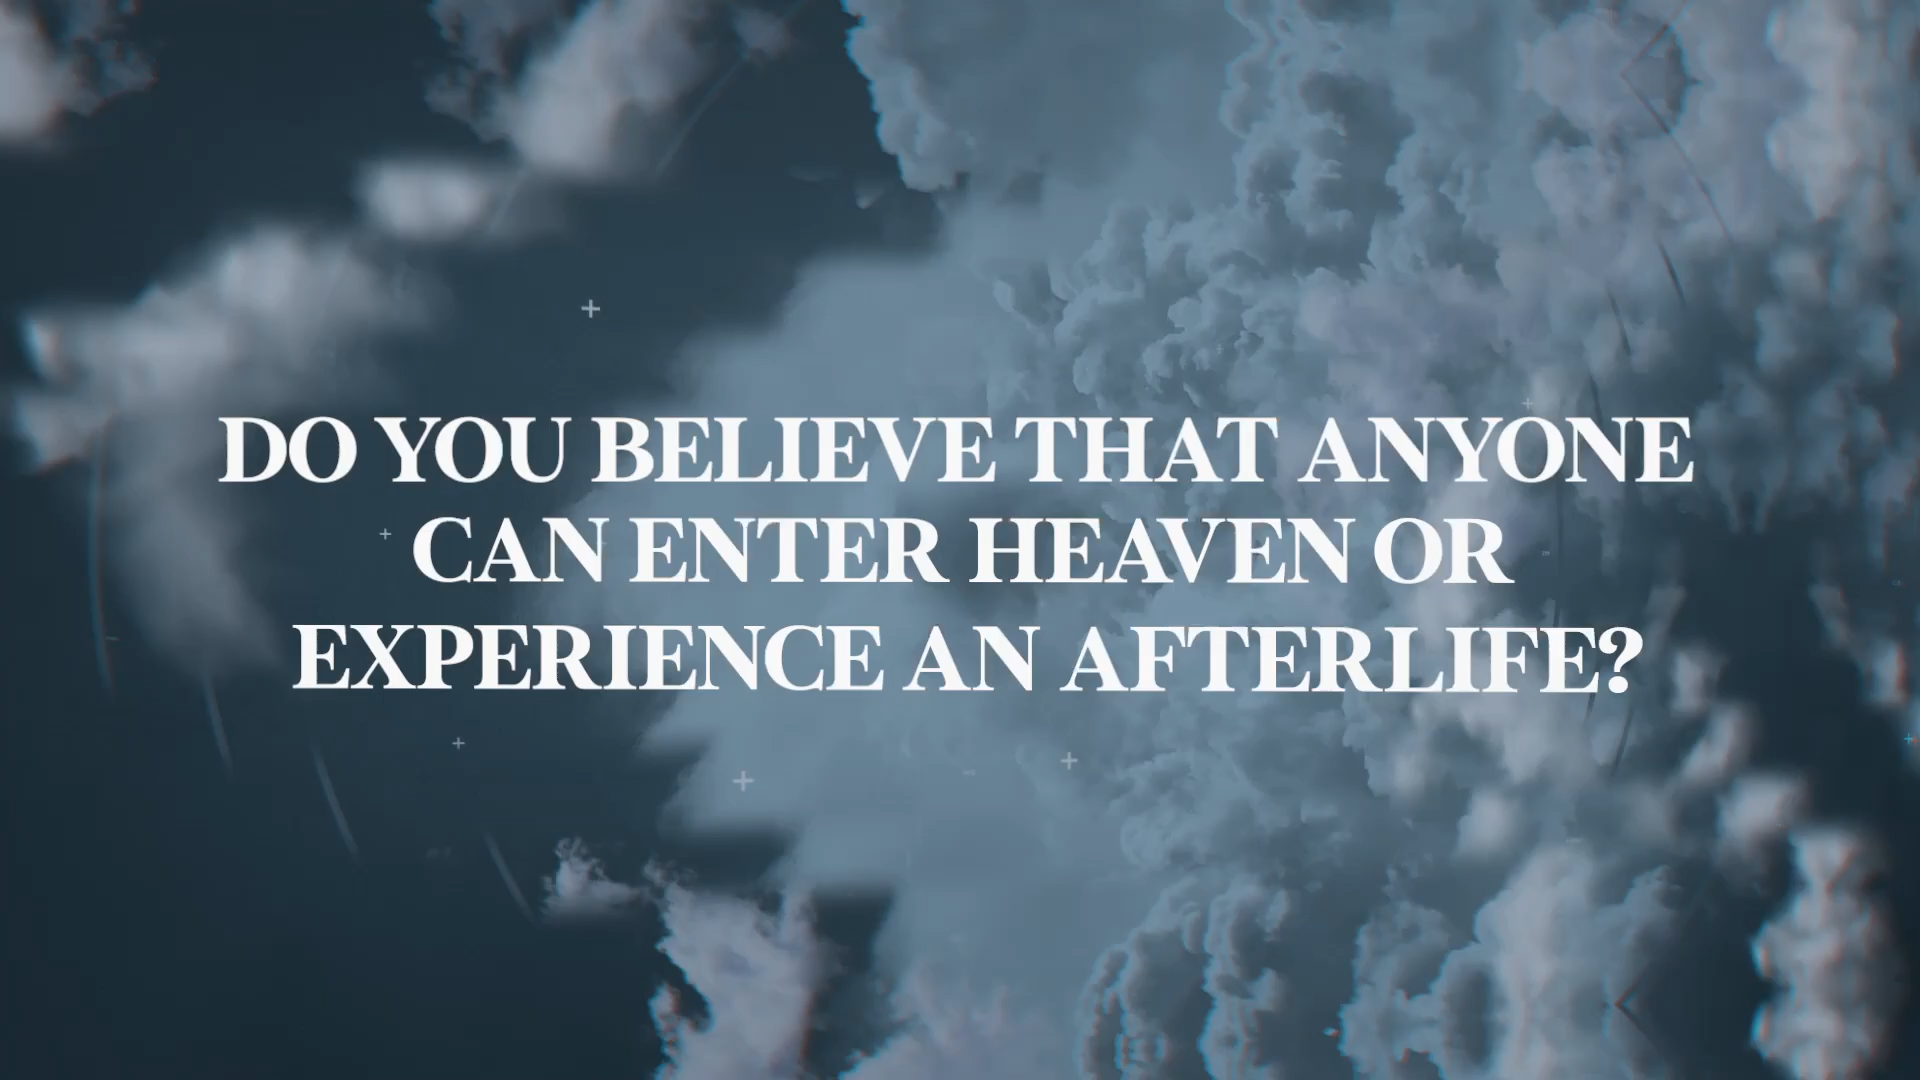 DO YOU BELIEVE THAT ANYONE
CAN ENTER HEAVEN OR
EXPERIENCE AN AFTERLIFE?